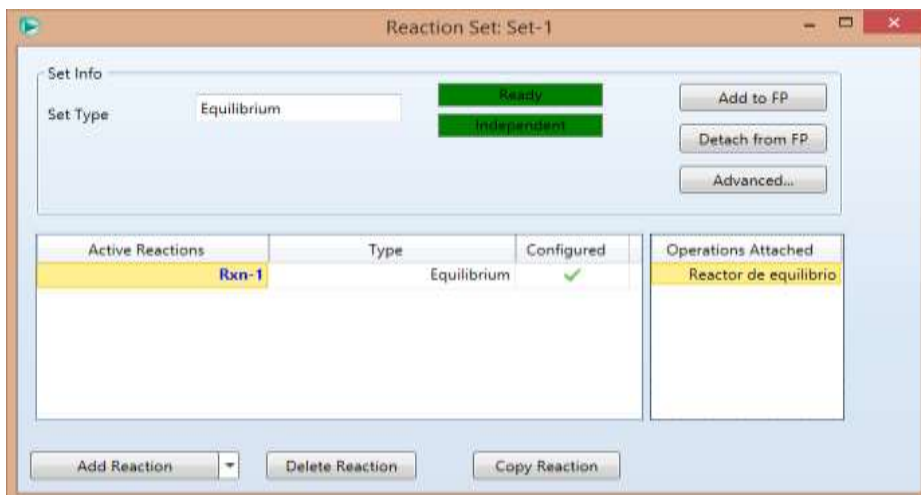 Reaction Set: Set-1
Set Info
Set Type
Equilibrium
Ready
Independent
Add to FP
Detach from FP
Advanced...
Active Reactions Type Configured
Rxn-1 Equilibrium
Operations Attached
Reactor de equilibrio
Add Reaction Delete Reaction Copy Reaction